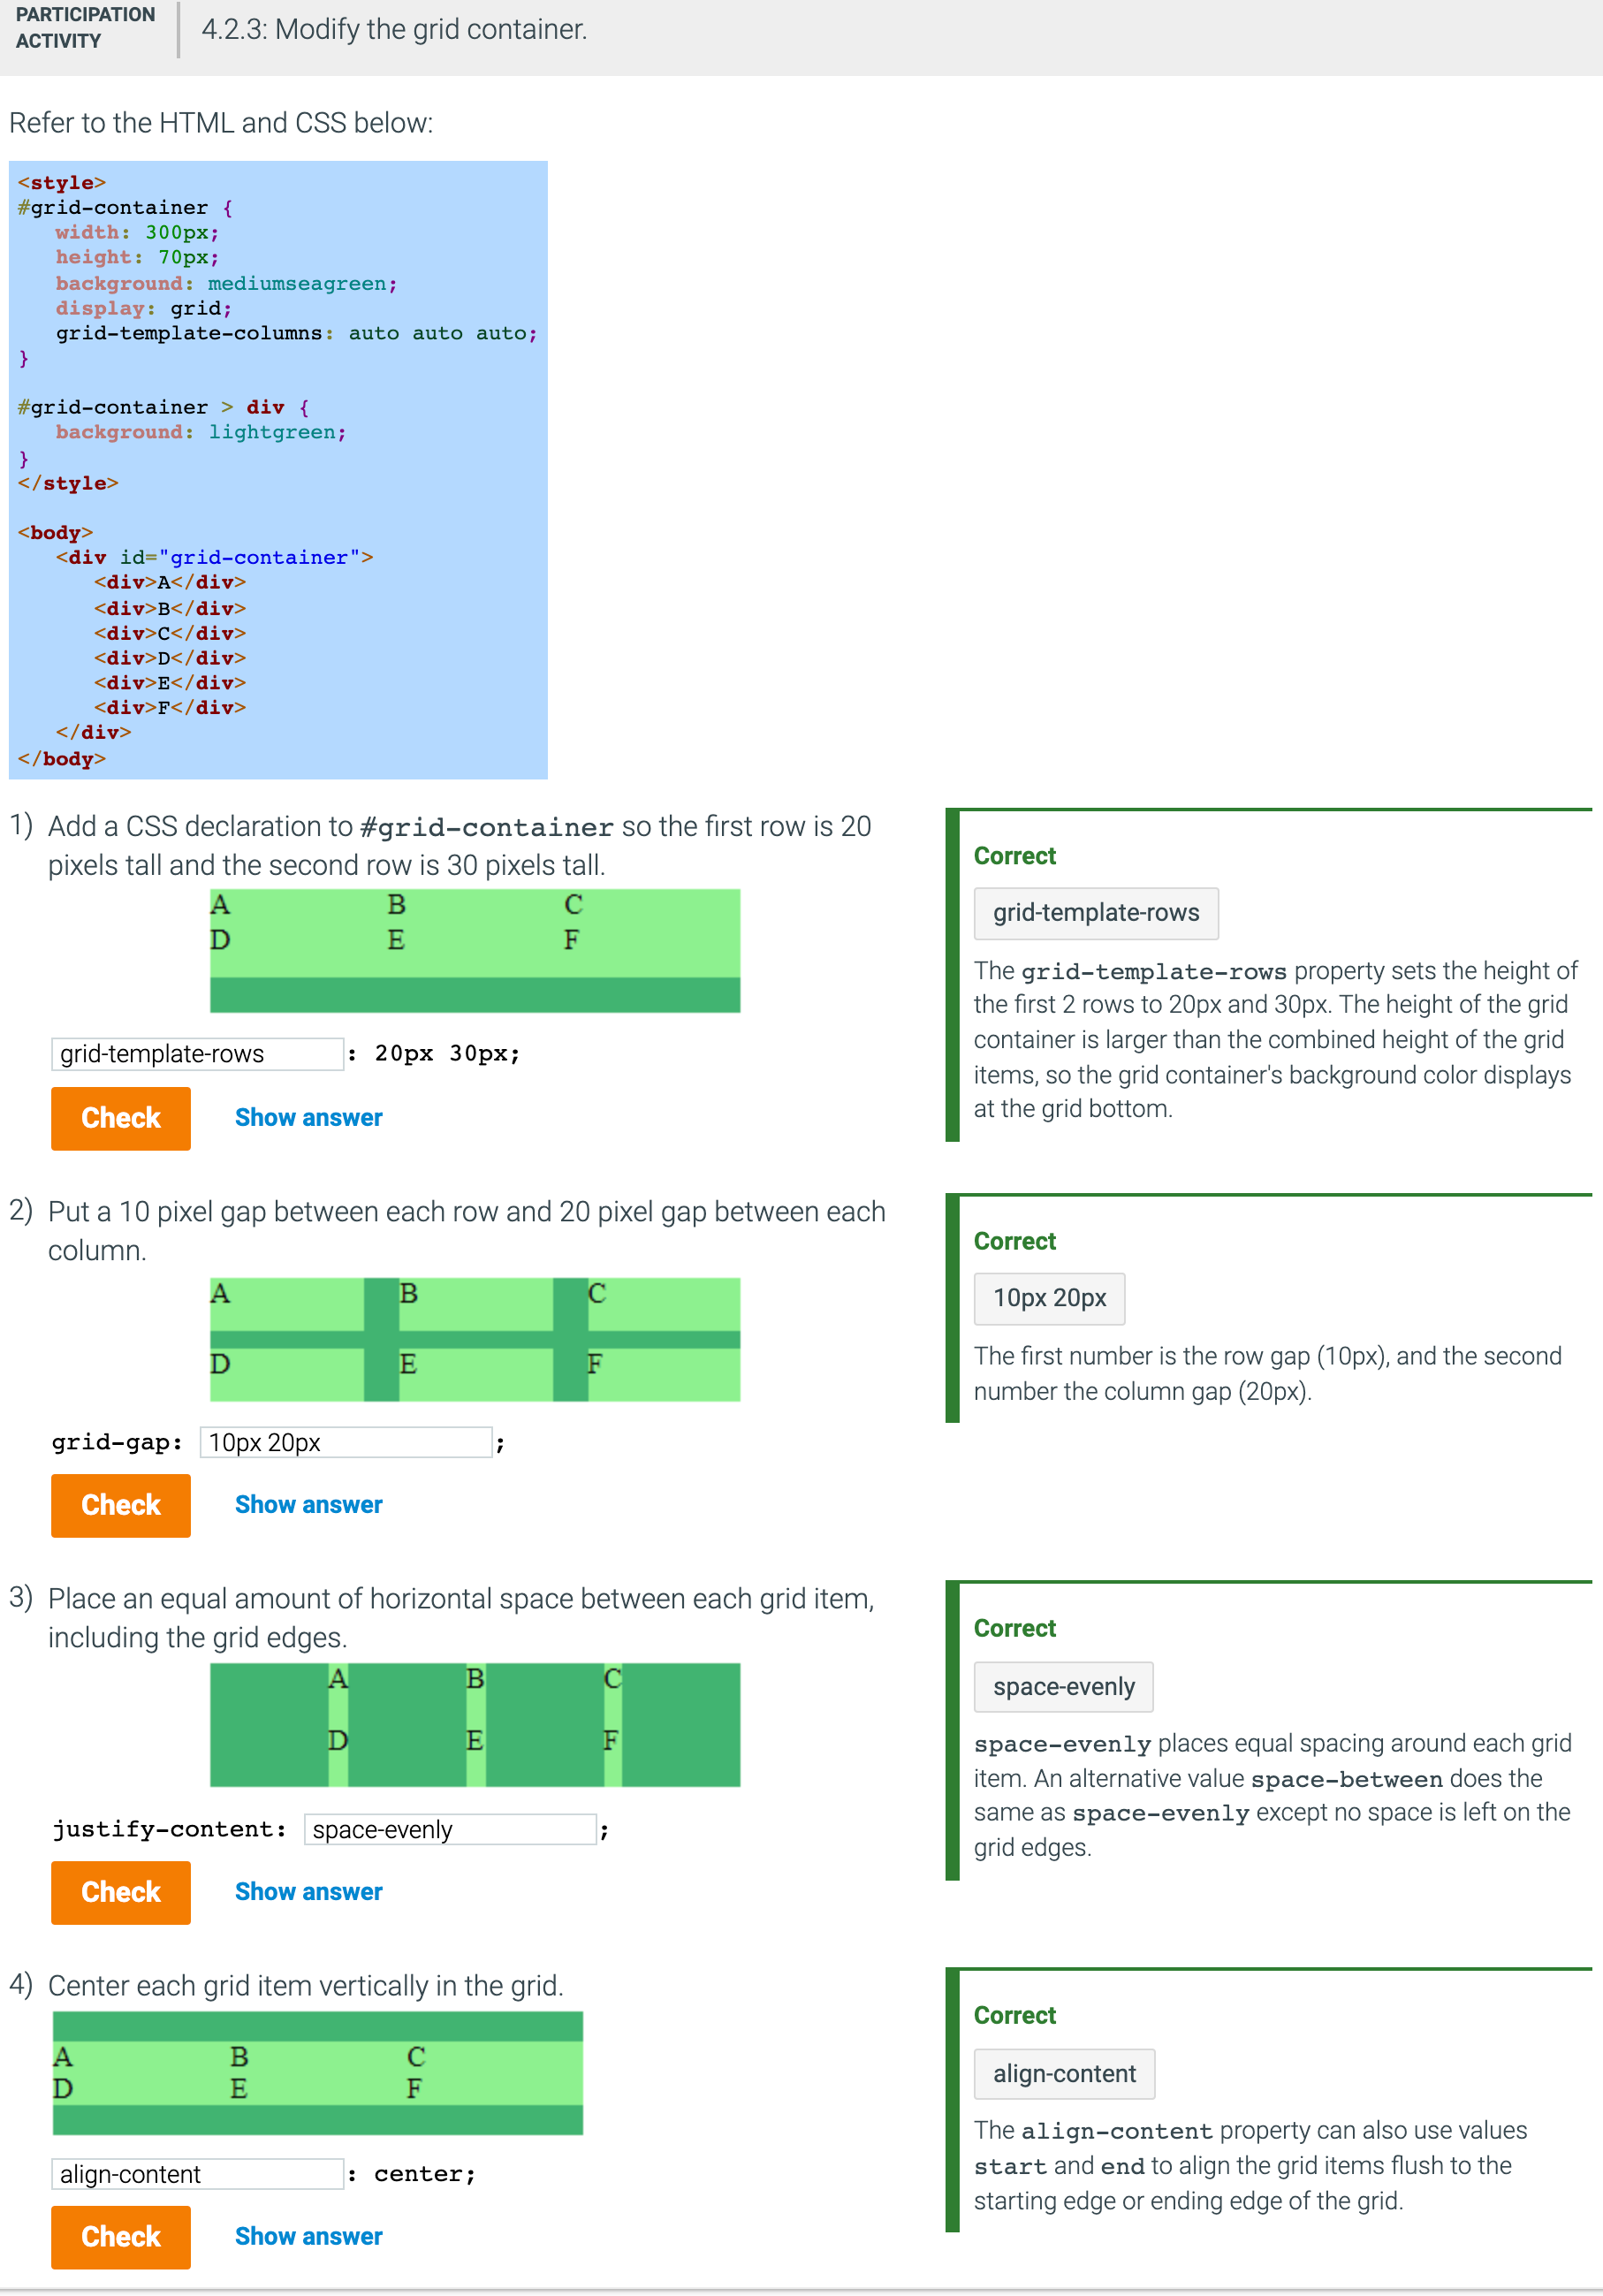 PARTICIPATION
ACTIVITY
4.2.3: Modify the grid container.
Refer to the HTML and CSS below:
<style>
#grid-container {
   width: 300px;
   height: 70px;
   background: mediumseagreen;
   display: grid;
   grid-template-columns: auto auto auto;
}

#grid-container > div {
   background: lightgreen;
}
</style>

<body>
   <div id="grid-container">
      <div>A</div>
      <div>B</div>
      <div>C</div>
      <div>D</div>
      <div>E</div>
      <div>F</div>
   </div>
</body>
1) Add a CSS declaration to #grid-container so the first row is 20
pixels tall and the second row is 30 pixels tall.
A B C
D E F
grid-template-rows : 20px 30px;
Check Show answer
Correct
grid-template-rows
The grid-template-rows property sets the height of
the first 2 rows to 20px and 30px. The height of the grid
container is larger than the combined height of the grid
items, so the grid container's background color displays
at the grid bottom.
2) Put a 10 pixel gap between each row and 20 pixel gap between each
column.
A B C
D E F
grid-gap: 10px 20px ;
Check Show answer
Correct
10px 20px
The first number is the row gap (10px), and the second
number the column gap (20px).
3) Place an equal amount of horizontal space between each grid item,
including the grid edges.
A B C
D E F
justify-content: space-evenly ;
Check Show answer
Correct
space-evenly
space-evenly places equal spacing around each grid
item. An alternative value space-between does the
same as space-evenly except no space is left on the
grid edges.
4) Center each grid item vertically in the grid.
A B C
D E F
align-content : center;
Check Show answer
Correct
align-content
The align-content property can also use values
start and end to align the grid items flush to the
starting edge or ending edge of the grid.